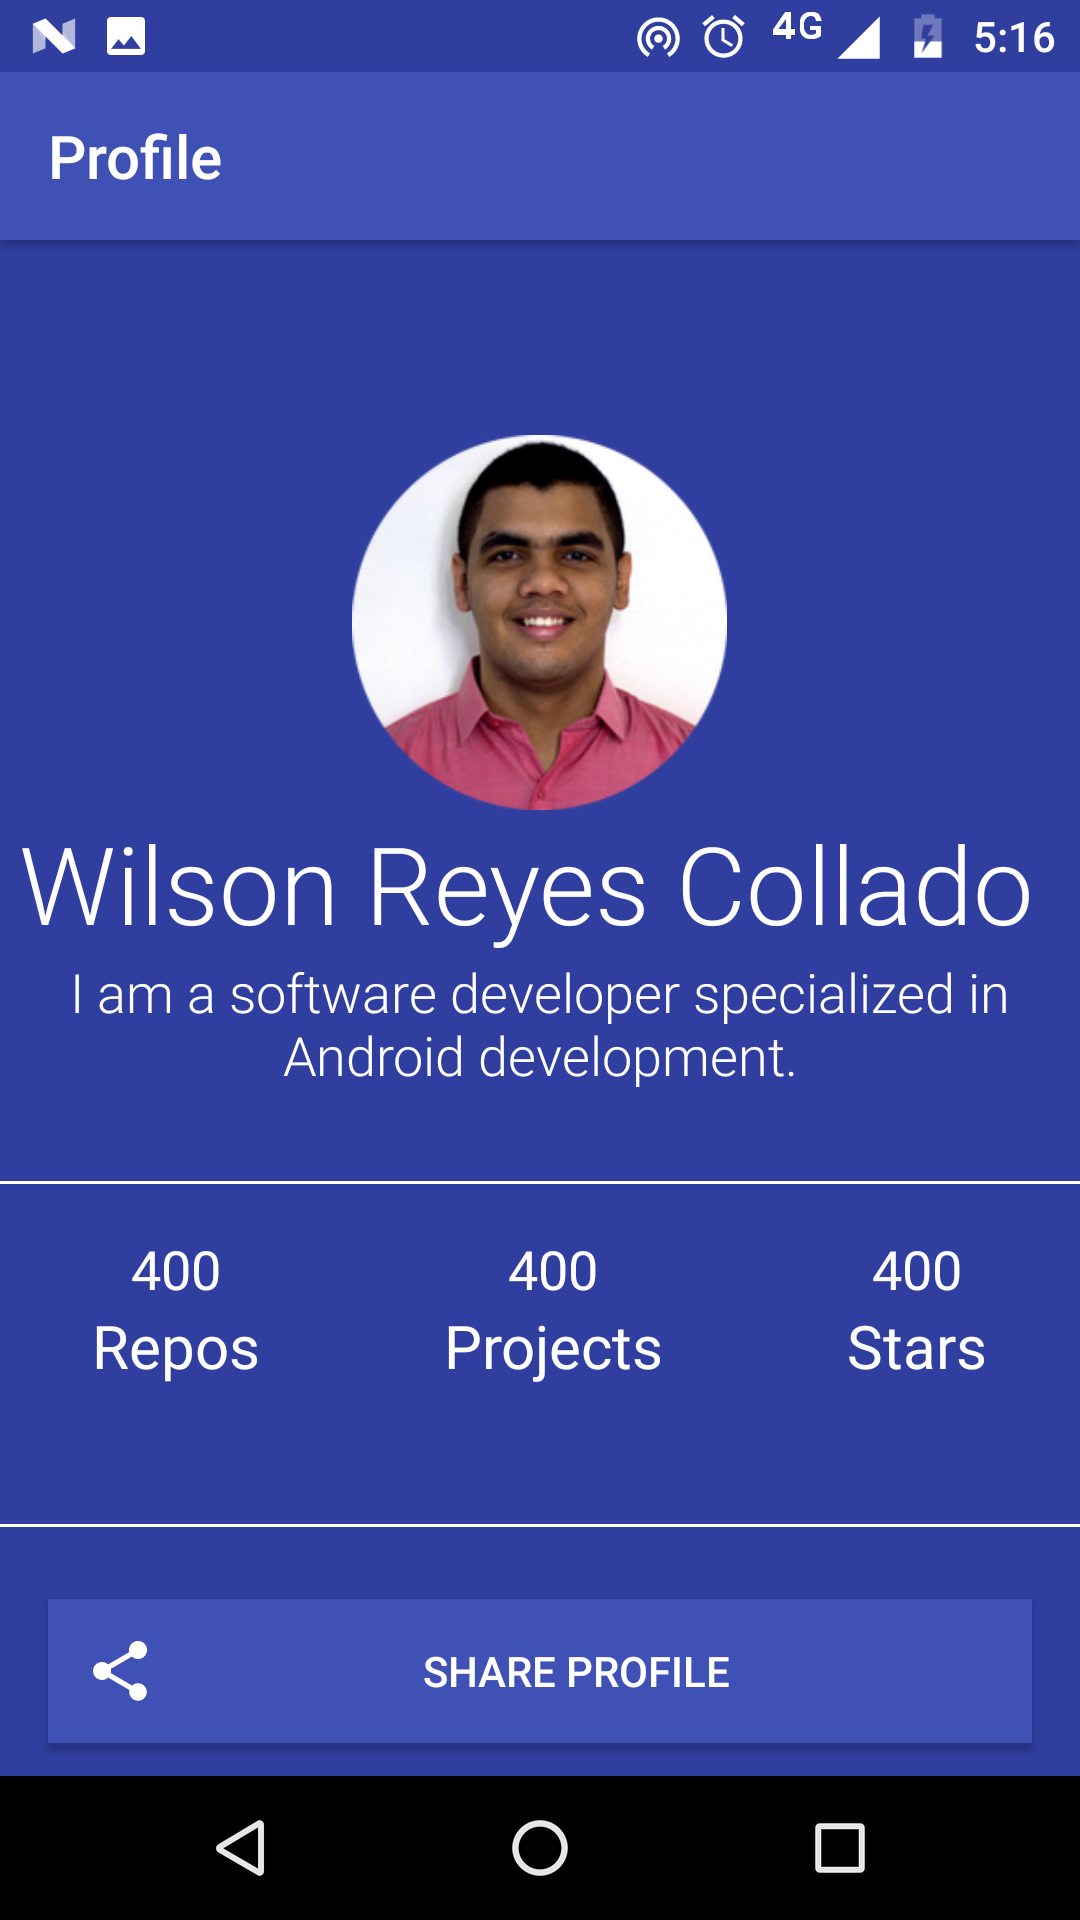 4G 5:16
Profile
Wilson Reyes Collado
I am a software developer specialized in
Android development.
400 400 400
Repos Projects Stars
SHARE PROFILE